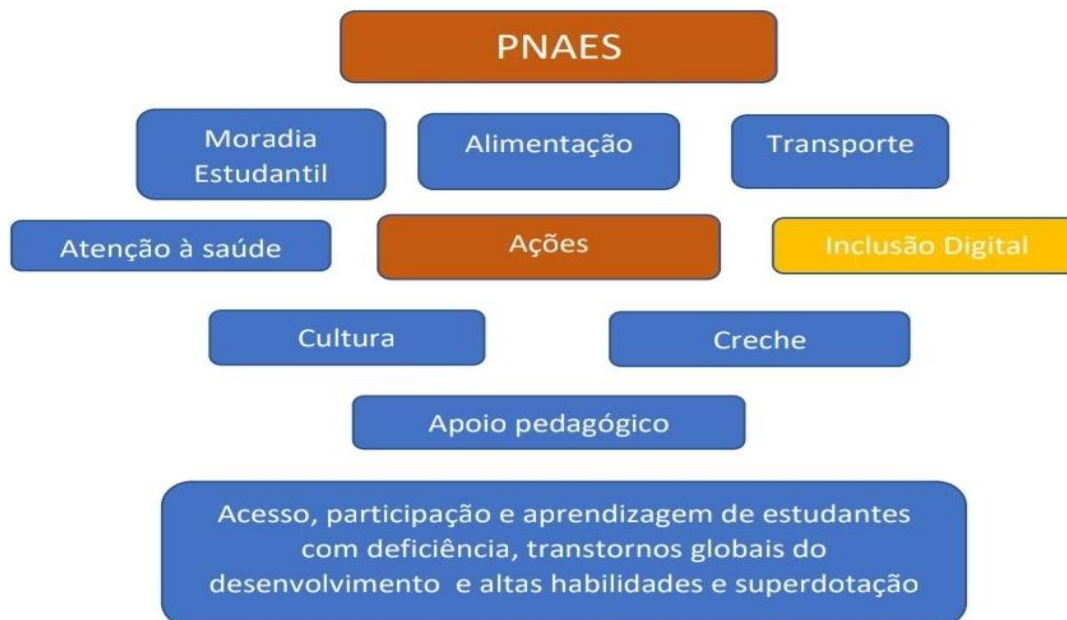 PNAES
Moradia
Estudantil
Alimentação
Transporte
Atenção à saúde
Ações
Inclusão Digital
Cultura
Creche
Apoio pedagógico
Acesso, participação e aprendizagem de estudantes
com deficiência, transtornos globais do
desenvolvimento e altas habilidades e superdotação